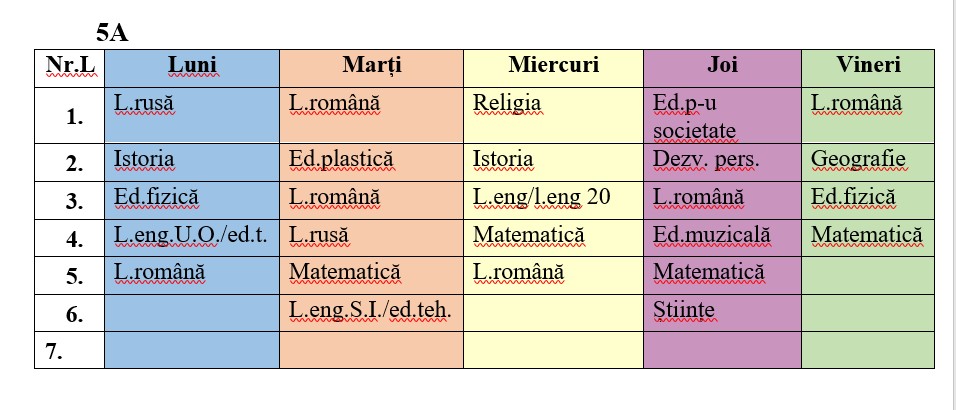 5A
Nr.L Luni Marți Miercuri Joi Vineri
1. L.rusă L.română Religia Ed.p-u societate L.română
2. Istoria Ed.plastică Istoria Dezv. pers. Geografie
3. Ed.fizică L.română L.eng/l.eng 20 L.română Ed.fizică
4. L.eng.U.O./ed.t. L.rusă Matematică Ed.muzicală Matematică
5. L.română Matematică L.română Matematică
6. L.eng.S.I./ed.teh. Științe
7.